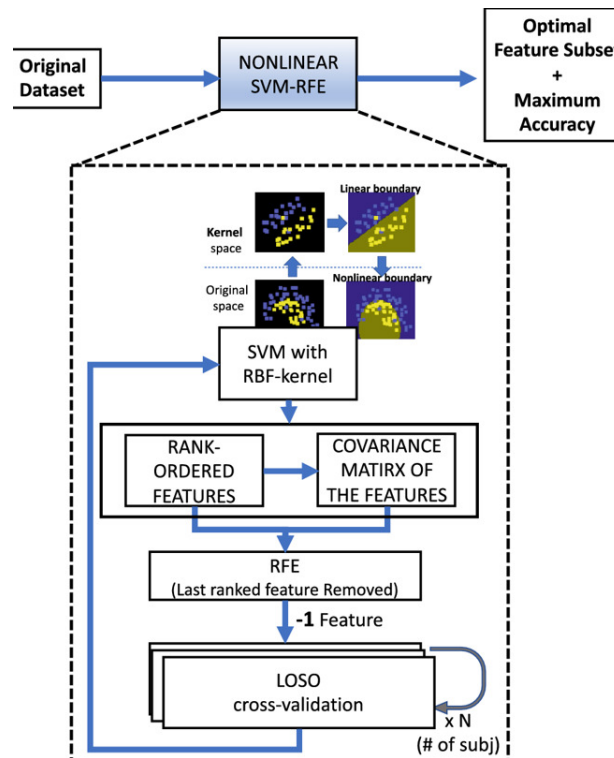 Original
Dataset
NONLINEAR
SVM-RFE
Optimal
Feature Subset
+
Maximum
Accuracy
Linear boundary
Kernel
space
Original
space
Nonlinear boundary
SVM with
RBF-kernel
RANK-
ORDERED
FEATURES
COVARIANCE
MATIRX OF
THE FEATURES
RFE
(Last ranked feature Removed)
-1 Feature
LOSO
cross-validation
x N
(# of subj)